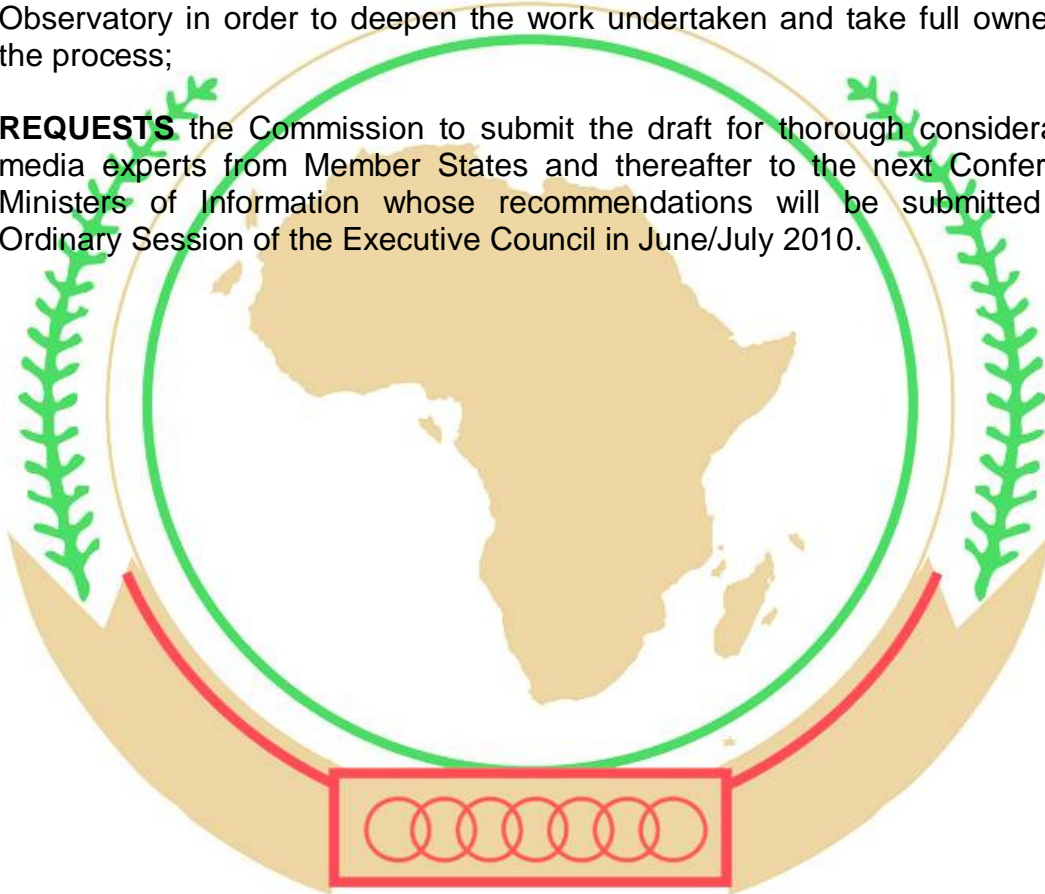 Observatory in order to deepen the work undertaken and take full owne
the process;
REQUESTS the Commission to submit the draft for thorough considera
media experts from Member States and thereafter to the next Confer
Ministers of Information whose recommendations will be submitted
Ordinary Session of the Executive Council in June/July 2010.